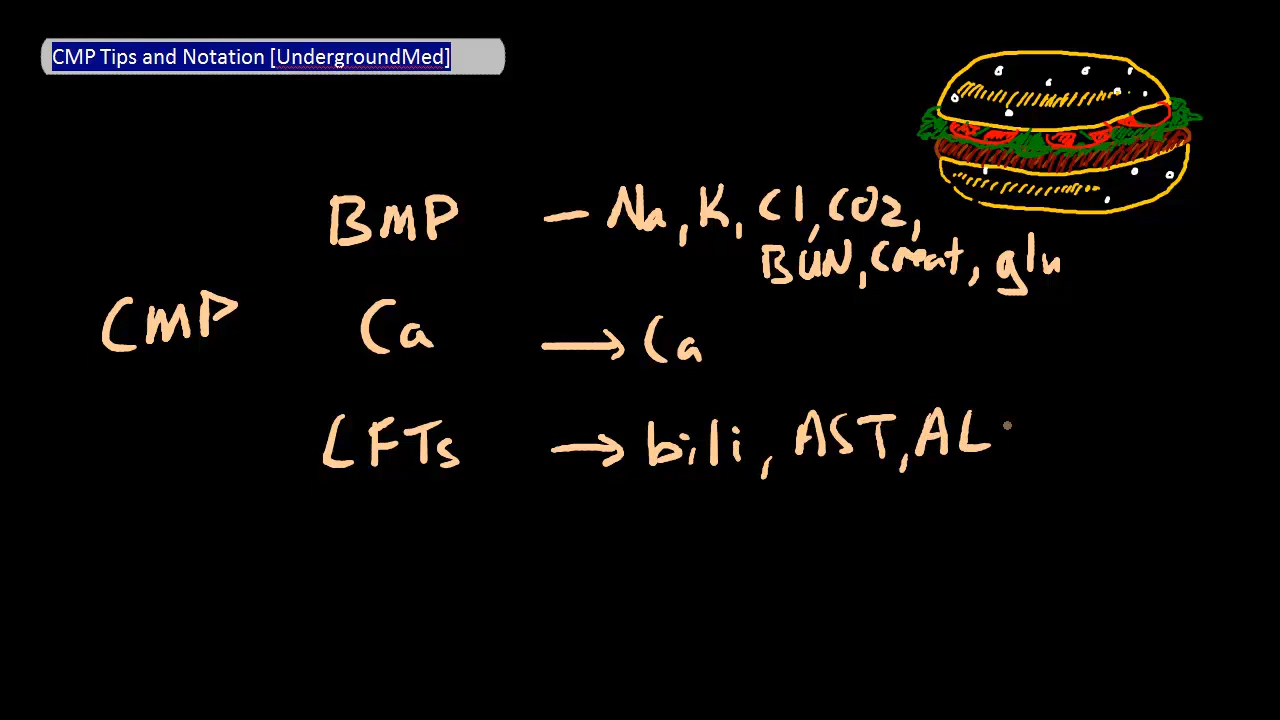 CMP Tips and Notation [UndergroundMed]
BMP – Na, K, Cl, CO2,
BUN, Creat, glu
CMP Ca → Ca
LFTs → bili, AST, AL